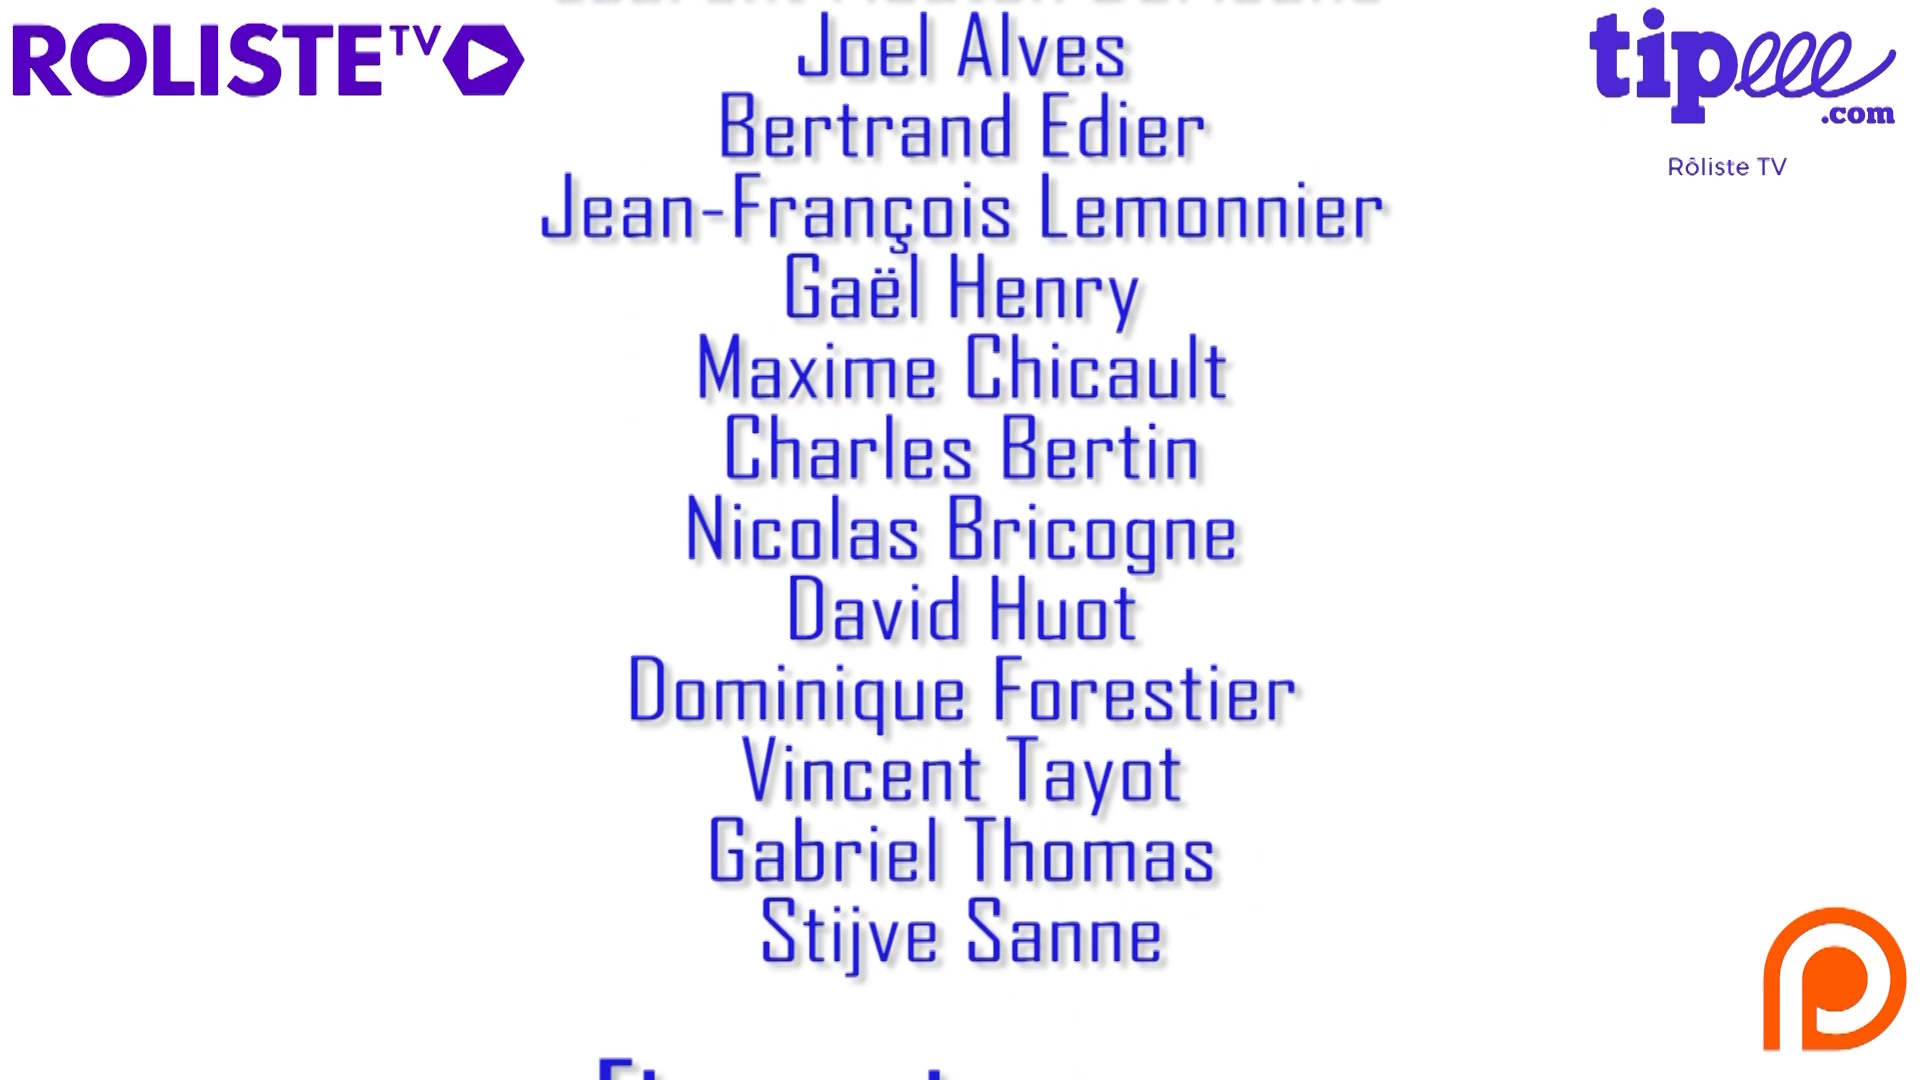 ROLISTE TV
tipeee
.com
Rôliste TV
Joel Alves
Bertrand Edier
Jean-François Lemonnier
Gaël Henry
Maxime Chicault
Charles Bertin
Nicolas Bricogne
David Huot
Dominique Forestier
Vincent Tayot
Gabriel Thomas
Stijve Sanne